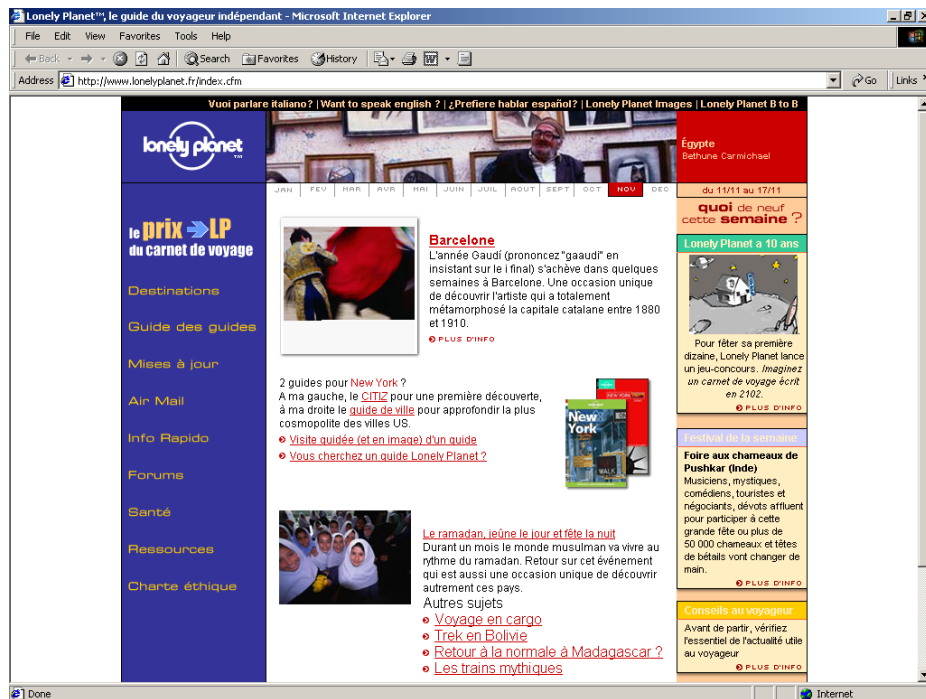 Lonely Planet™, le guide du voyageur indépendant - Microsoft Internet Explorer
File Edit View Favorites Tools Help
Back Search Favorites History
Address http://www.lonelyplanet.fr/index.cfm Go Links
Vuoi parlare italiano? | Want to speak english ? | ¿Prefiere hablar español? | Lonely Planet Images | Lonely Planet B to B
lonely planet™
Égypte
Bethune Carmichael
JAN FEV MAR AVR MAI JUIN JUIL AOUT SEPT OCT NOV DEC
du 11/11 au 17/11
le prix LP
du carnet de voyage
Destinations
Guide des guides
Mises à jour
Air Mail
Info Rapido
Forums
Santé
Ressources
Charte éthique
Barcelone
L'année Gaudí (prononcez "gaaudí" en
insistant sur le i final) s'achève dans quelques
semaines à Barcelone. Une occasion unique
de découvrir l'artiste qui a totalement
métamorphosé la capitale catalane entre 1880
et 1910.
PLUS D'INFO
2 guides pour New York ?
A ma gauche, le CITIZ pour une première découverte,
à ma droite le guide de ville pour approfondir la plus
cosmopolite des villes US.
Visite guidée (et en image) d'un guide
Vous cherchez un guide Lonely Planet ?
New
York
WALK
NEW YORK
Le ramadan, jeûne le jour et fête la nuit
Durant un mois le monde musulman va vivre au
rythme du ramadan. Retour sur cet événement
qui est aussi une occasion unique de découvrir
autrement ces pays.
Autres sujets
Voyage en cargo
Trek en Bolivie
Retour à la normale à Madagascar ?
Les trains mythiques
quoi de neuf
cette semaine ?
Lonely Planet a 10 ans
Pour fêter sa première
dizaine, Lonely Planet lance
un jeu-concours. Imaginez
un carnet de voyage écrit
en 2102.
PLUS D'INFO
Festival de la semaine
Foire aux chameaux de
Pushkar (Inde)
Musiciens, mystiques,
comédiens, touristes et
négociants, dévots affluent
pour participer à cette
grande fête ou plus de
50 000 chameaux et têtes
de bétails vont changer de
main.
PLUS D'INFO
Conseils au voyageur
Avant de partir, vérifiez
l'essentiel de l'actualité utile
au voyageur
PLUS D'INFO
Done Internet